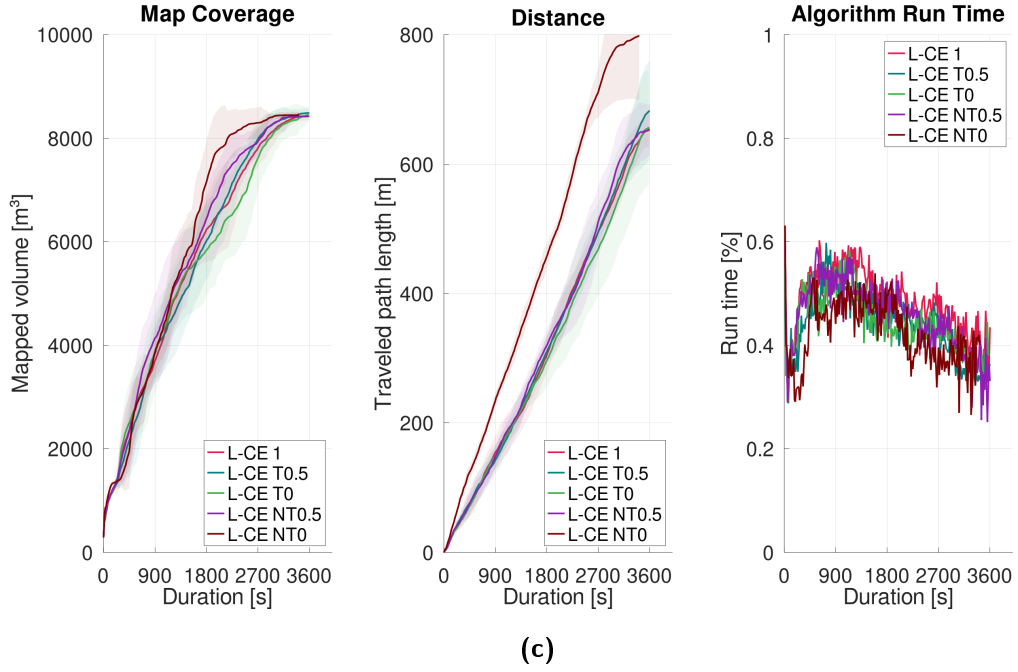 Map Coverage
10000
8000
6000
4000
2000
0
Mapped volume [m³]
0 900 1800 2700 3600
Duration [s]
L-CE 1
L-CE T0.5
L-CE T0
L-CE NT0.5
L-CE NT0
Distance
800
600
400
200
0
Traveled path length [m]
0 900 1800 2700 3600
Duration [s]
L-CE 1
L-CE T0.5
L-CE T0
L-CE NT0.5
L-CE NT0
Algorithm Run Time
1
0.8
0.6
0.4
0.2
0
Run time [%]
0 900 1800 2700 3600
Duration [s]
L-CE 1
L-CE T0.5
L-CE T0
L-CE NT0.5
L-CE NT0
(c)